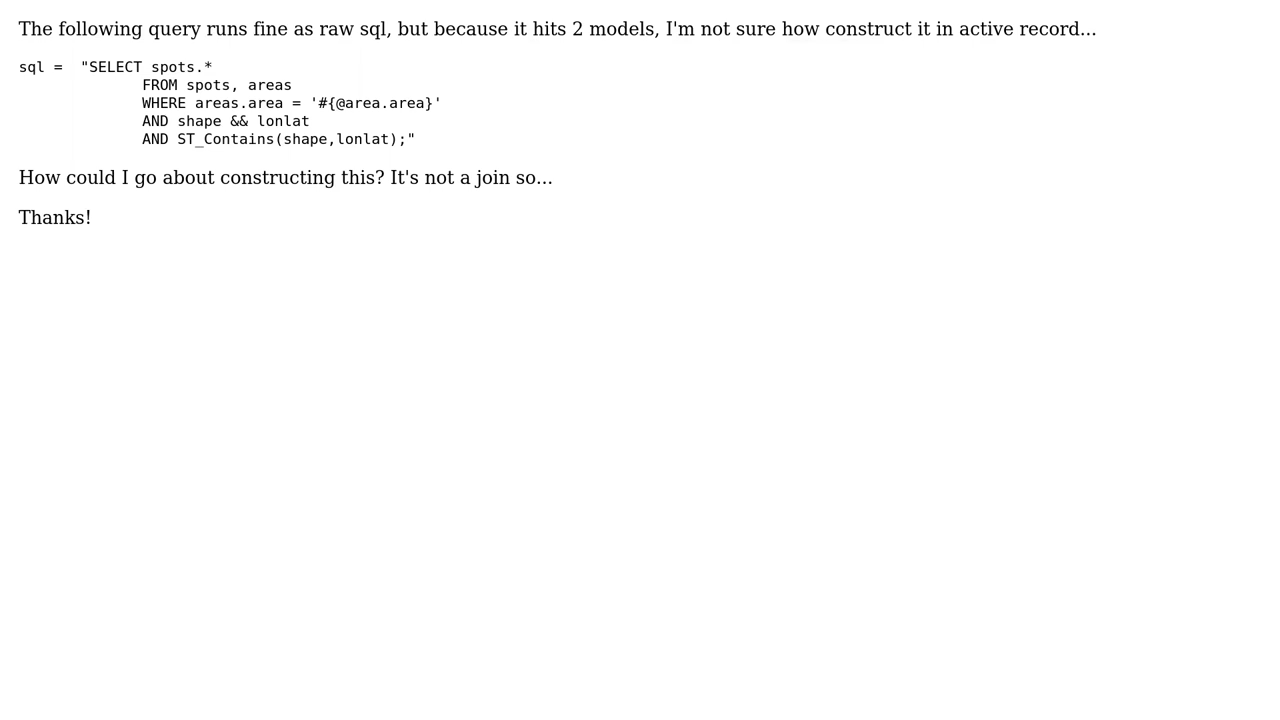 The following query runs fine as raw sql, but because it hits 2 models, I'm not sure how construct it in active record...
sql =  "SELECT spots.*
              FROM spots, areas
              WHERE areas.area = '#{@area.area}'
              AND shape && lonlat
              AND ST_Contains(shape,lonlat);"
How could I go about constructing this? It's not a join so...
Thanks!